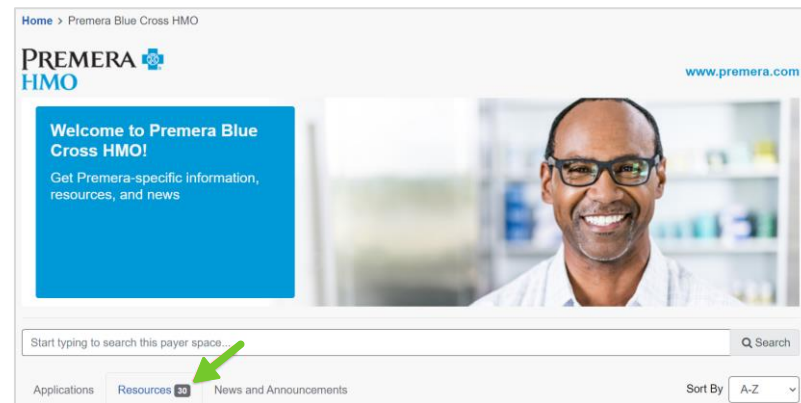 Home > Premera Blue Cross HMO
PREMERA
HMO
www.premera.com
Welcome to Premera Blue
Cross HMO!
Get Premera-specific information,
resources, and news
Start typing to search this payer space...
Search
Applications Resources 30 News and Announcements Sort By A-Z